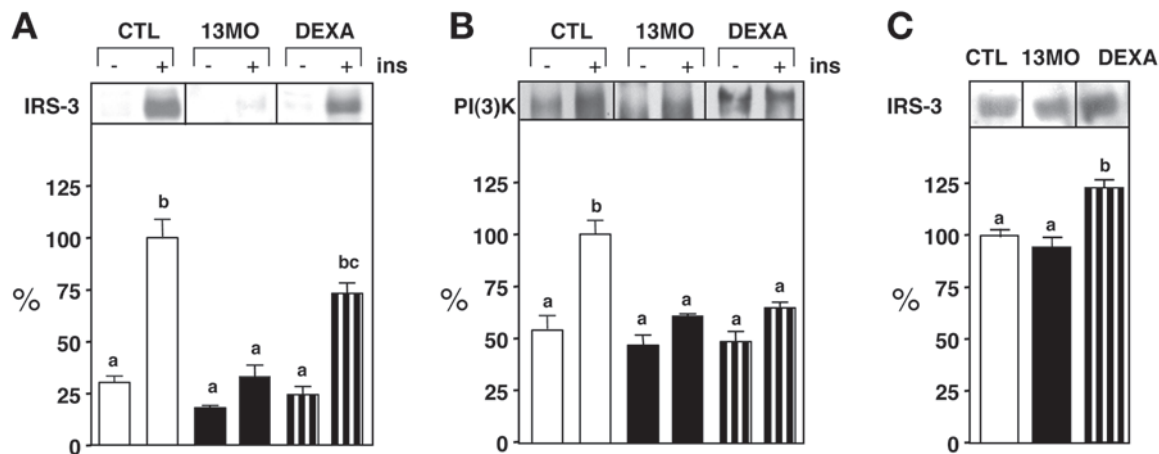 A
CTL 13MO DEXA
- + - + - + ins
IRS-3
125
100
75
50
25
0
%
a b a a a bc
B
CTL 13MO DEXA
- + - + - + ins
PI(3)K
125
100
75
50
25
0
%
a b a a a a
C
CTL 13MO DEXA
IRS-3
125
100
75
50
25
0
%
a a b